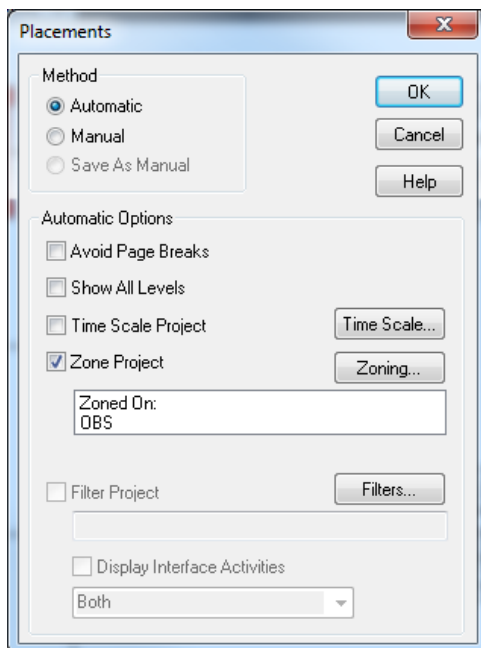 Placements
Method
Automatic
OK
Manual
Cancel
Save As Manual
Help
Automatic Options
Avoid Page Breaks
Show All Levels
Time Scale Project
Time Scale...
Zone Project
Zoning...
Zoned On:
OBS
Filter Project
Filters...
Display Interface Activities
Both